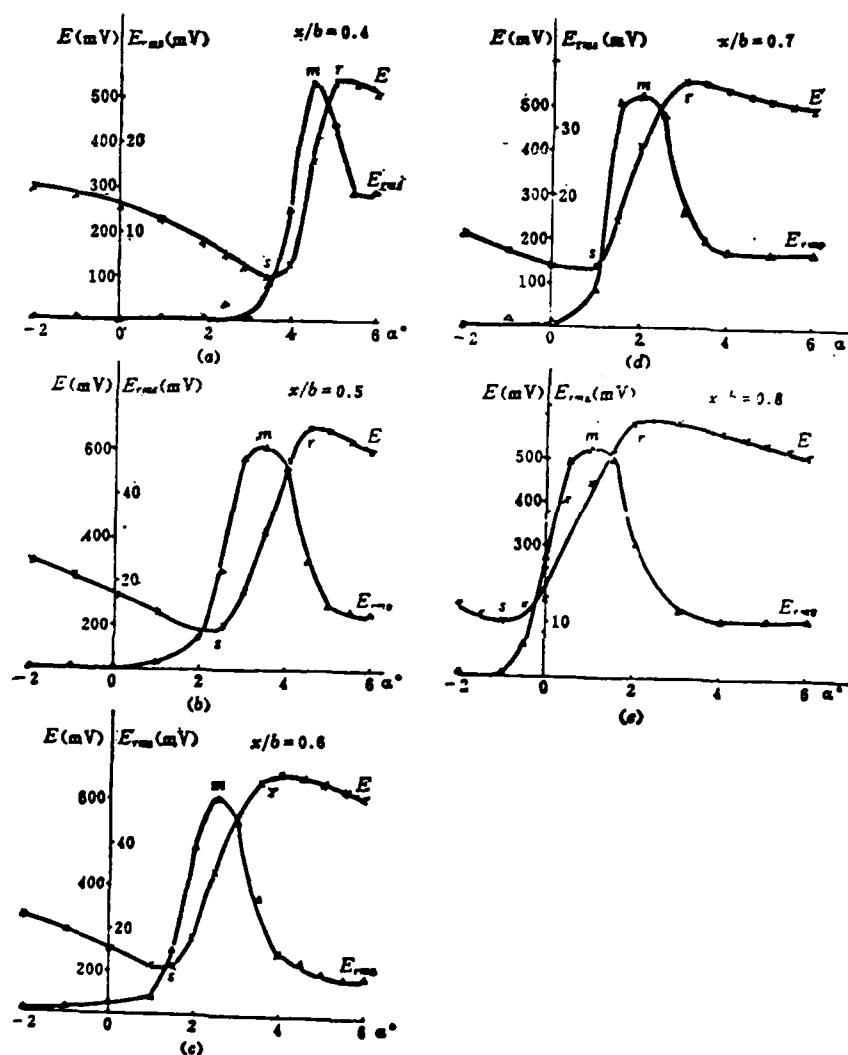 E(mV) E_rms(mV) x/b=0.4
m r E
500
400 20
300 E_rms
200 10
100 s
-2 0 2 4 6 α°
(a)
E(mV) E_rms(mV) x/b=0.5
m r E
600
40
400
20
E_rms
200 s
-2 0 2 4 6 α°
(b)
E(mV) E_rms(mV) x/b=0.6
m r E
600
40
400
20
200 s E_rms
-2 0 2 4 6 α°
(c)
E(mV) E_rms(mV) x/b=0.7
m r E
30
400
300 20
200 E_rms
100 s
-2 0 2 4 6 α°
(d)
E(mV) E_rms(mV) 0.8
m r E
500
400
300
s E_rms
10
-2 0 2 4 6 α°
(e)